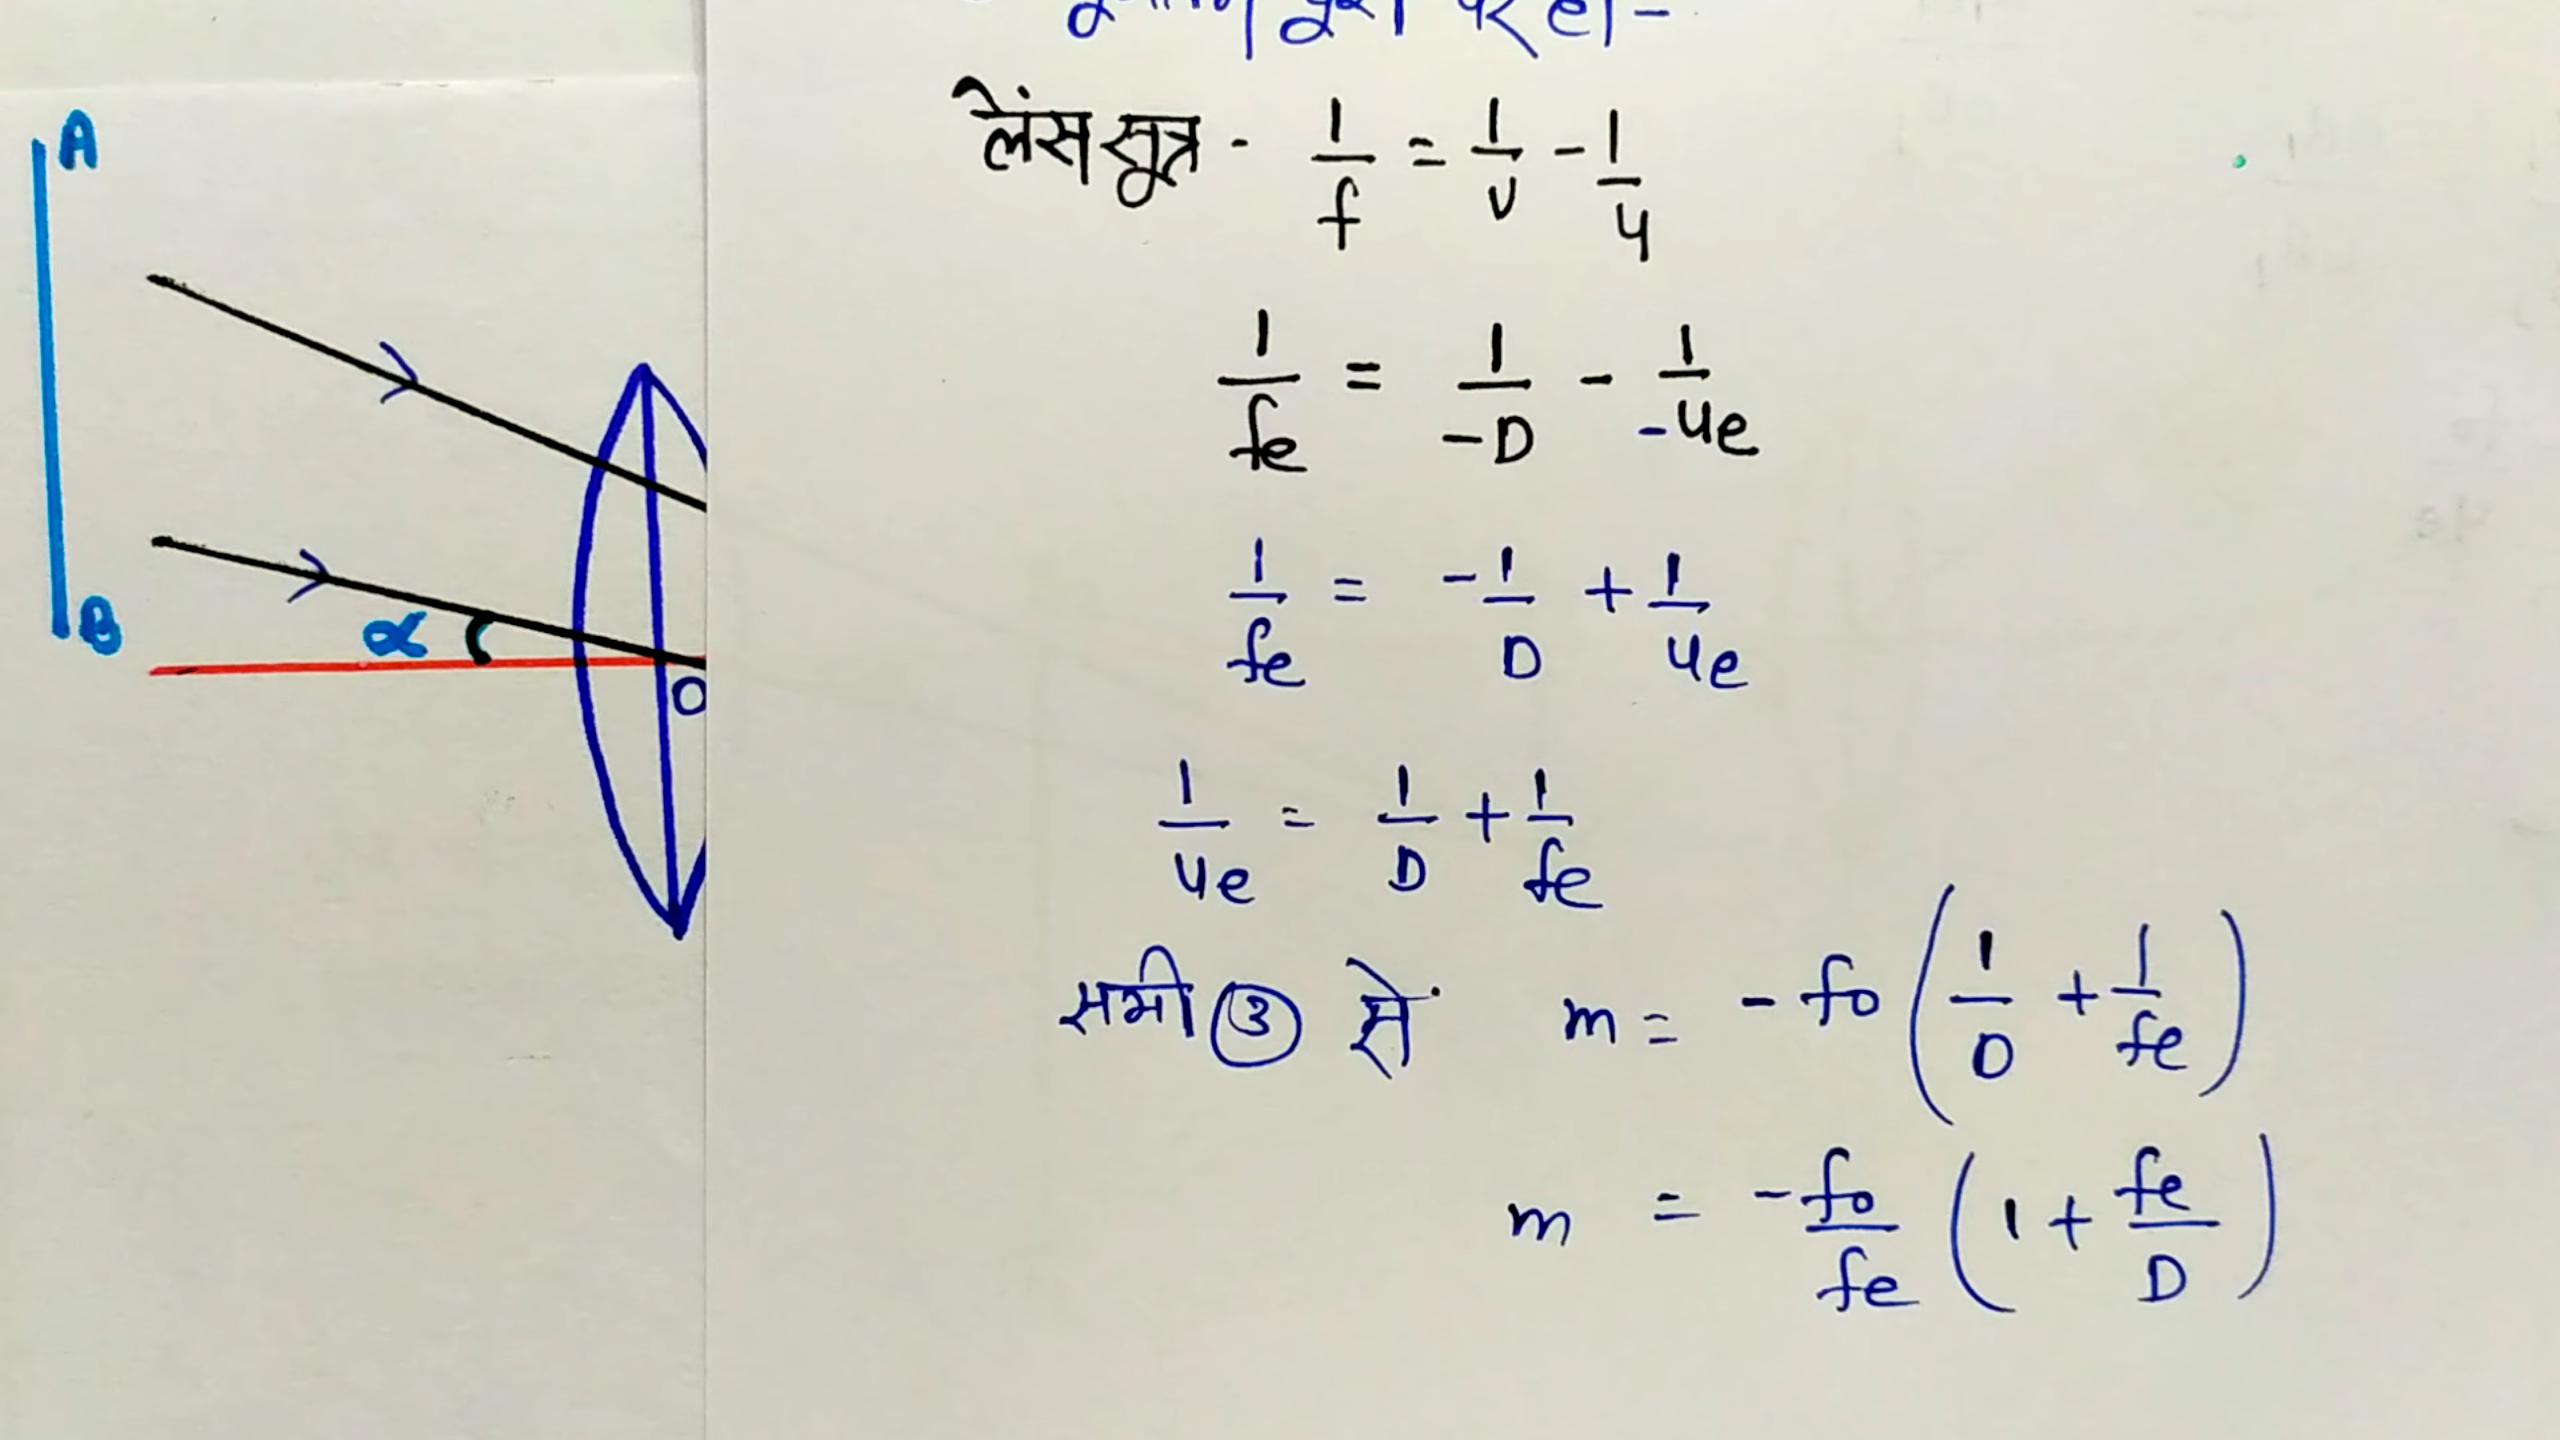 पर हो -
लेंस सूत्र - 1/f = 1/v - 1/u
1/fe = 1/-D - 1/-ue
1/fe = -1/D + 1/ue
1/ue = 1/D + 1/fe
समी ③ सें m = -fo (1/D + 1/fe)
m = -fo/fe (1 + fe/D)
A
B
α
O